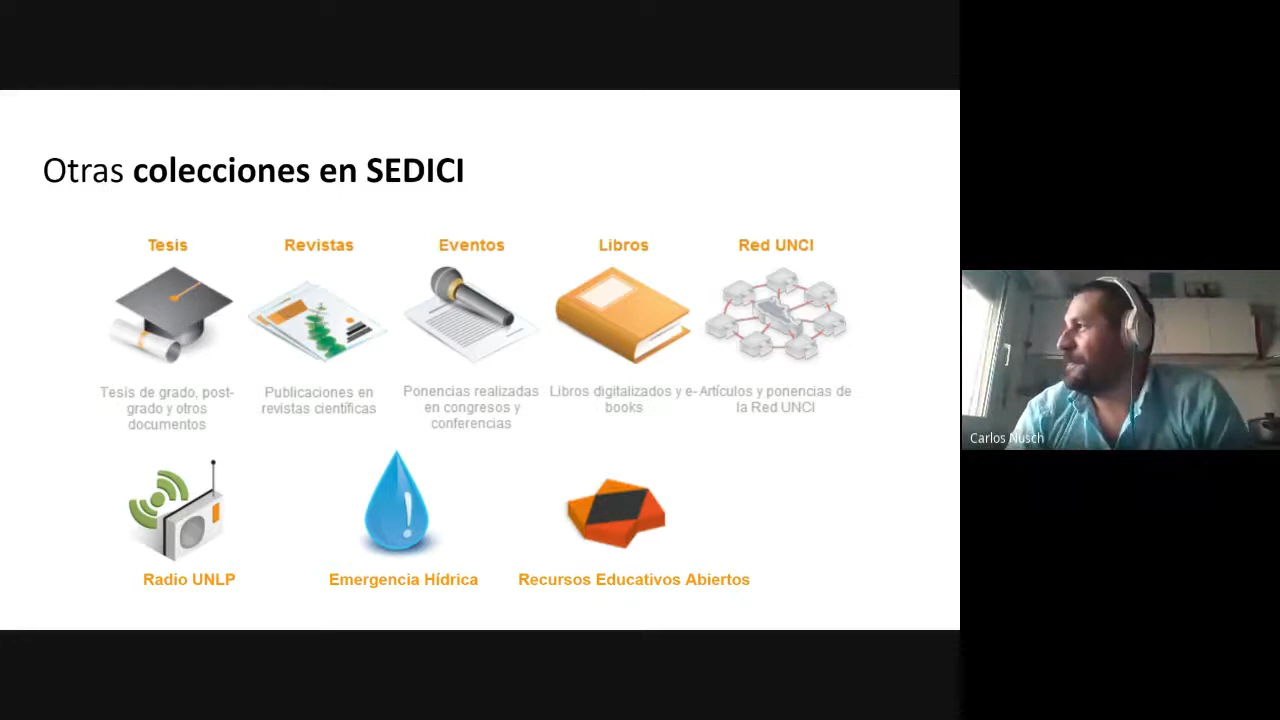 Otras colecciones en SEDICI
Tesis
Revistas
Eventos
Libros
Red UNCI
Tesis de grado, post-
grado y otros
documentos
Publicaciones en
revistas científicas
Ponencias realizadas
en congresos y
conferencias
Libros digitalizados y e-
books
Artículos y ponencias de
la Red UNCI
Radio UNLP
Emergencia Hídrica
Recursos Educativos Abiertos
Carlos Nusch